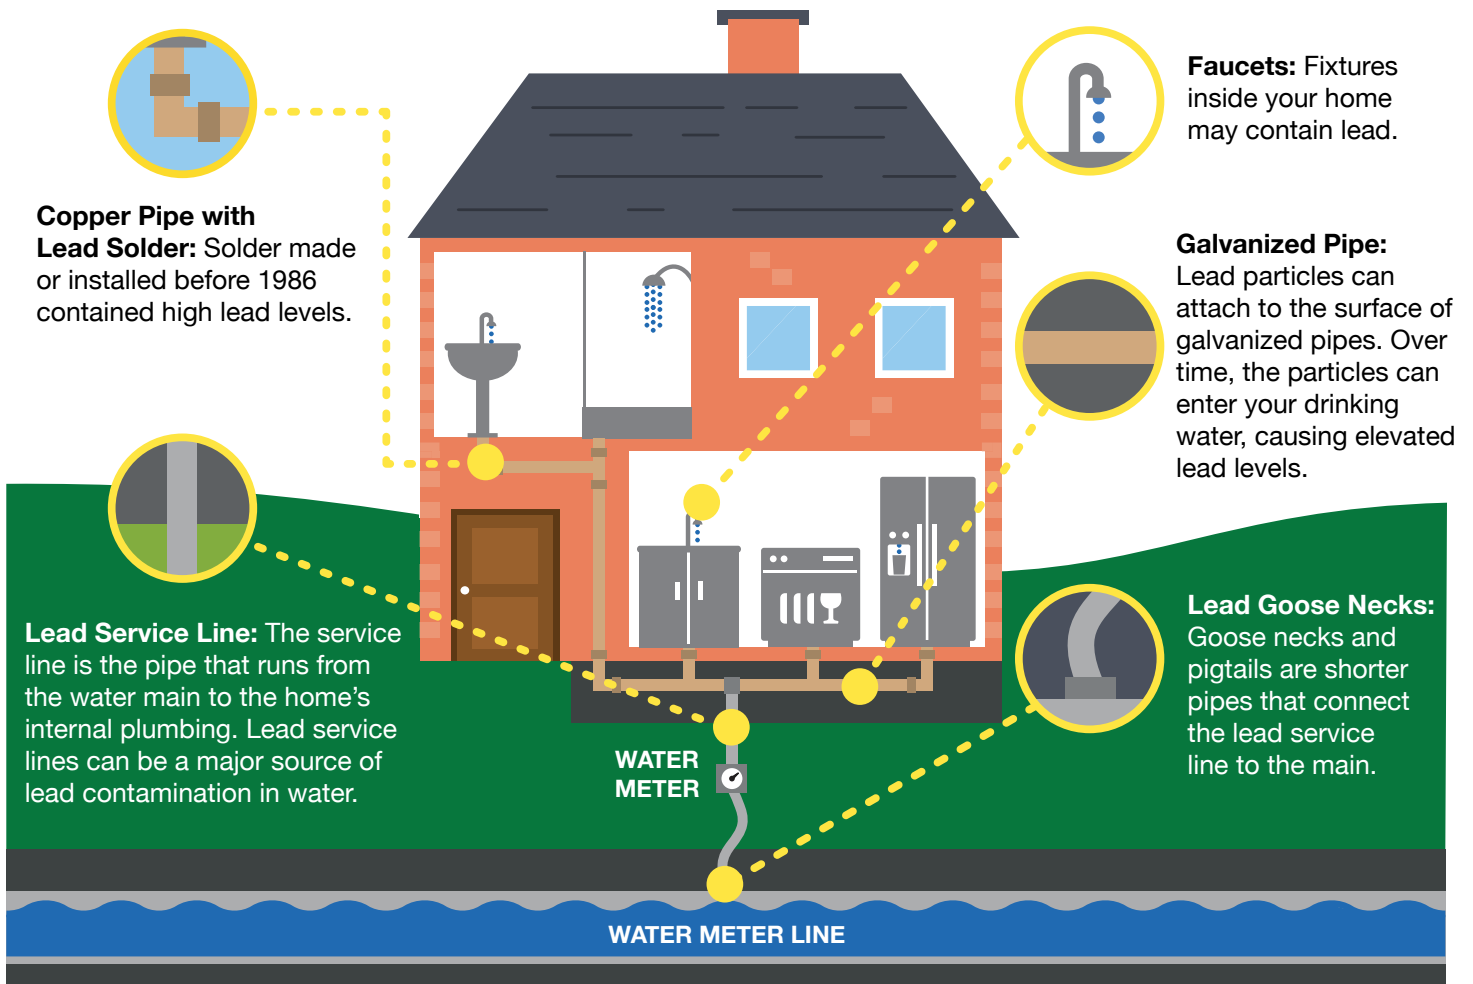 Copper Pipe with
Lead Solder: Solder made
or installed before 1986
contained high lead levels.
Faucets: Fixtures
inside your home
may contain lead.
Galvanized Pipe:
Lead particles can
attach to the surface of
galvanized pipes. Over
time, the particles can
enter your drinking
water, causing elevated
lead levels.
Lead Service Line: The service
line is the pipe that runs from
the water main to the home’s
internal plumbing. Lead service
lines can be a major source of
lead contamination in water.
Lead Goose Necks:
Goose necks and
pigtails are shorter
pipes that connect
the lead service
line to the main.
WATER
METER
WATER METER LINE